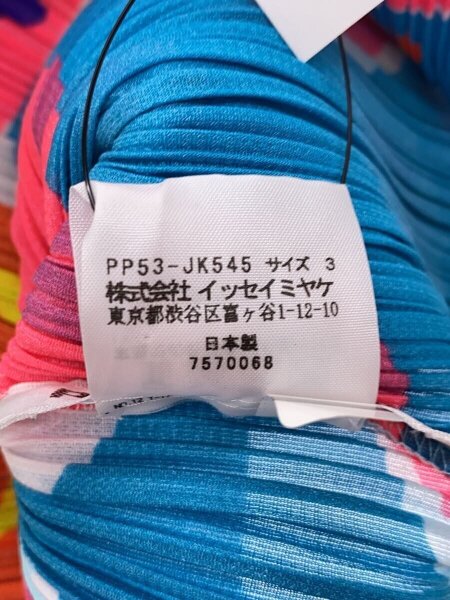 PP53-JK545 サイズ 3
株式会社 イッセイミヤケ
東京都渋谷区富ヶ谷1-12-10
日本製
7570068